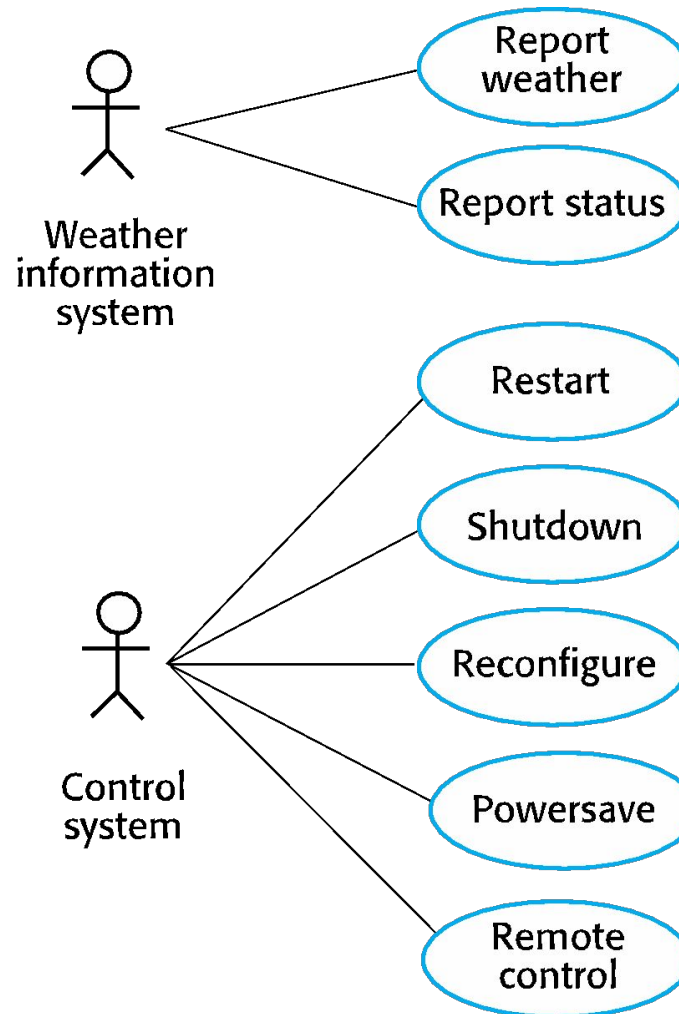 Report
weather
Report status
Weather
information
system
Restart
Shutdown
Reconfigure
Control
system
Powersave
Remote
control